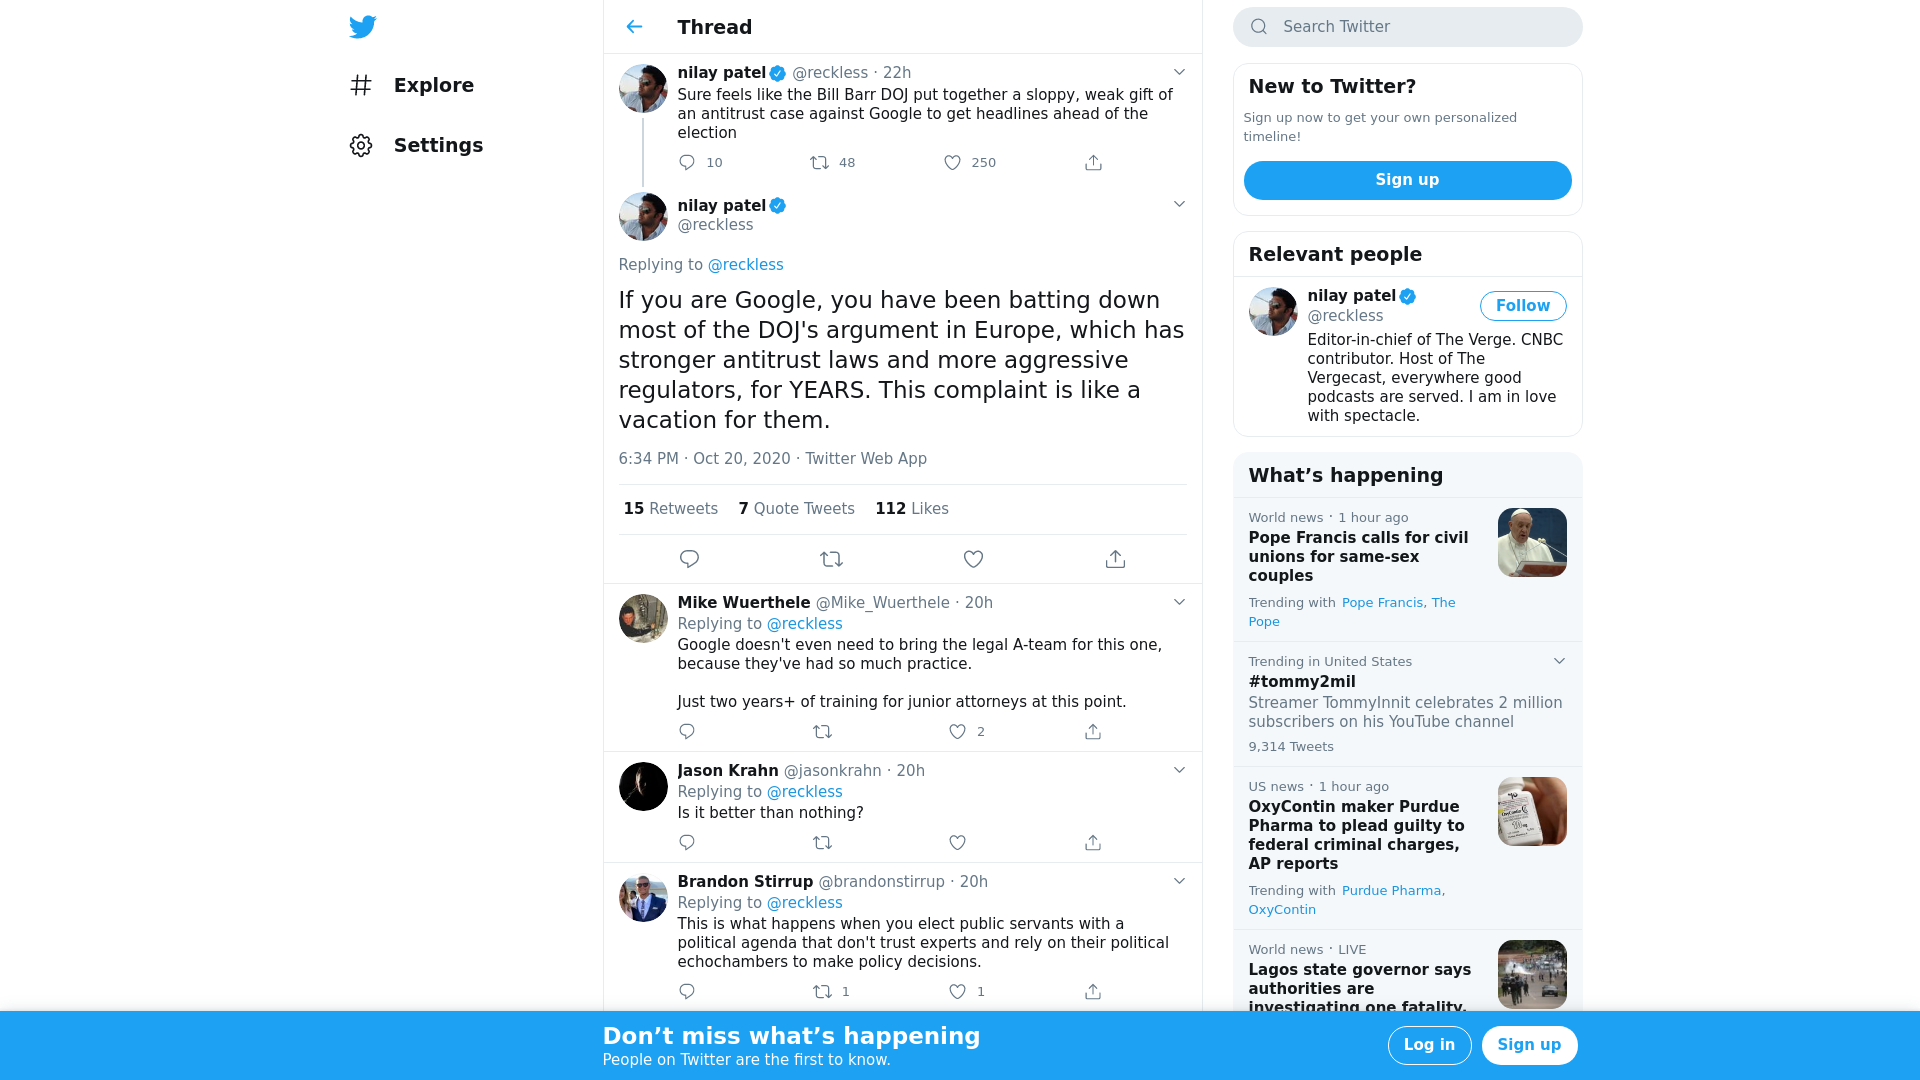 Explore
Settings
Thread
nilay patel @reckless · 22h
Sure feels like the Bill Barr DOJ put together a sloppy, weak gift of
an antitrust case against Google to get headlines ahead of the
election
10 48 250
nilay patel
@reckless
Replying to @reckless
If you are Google, you have been batting down
most of the DOJ's argument in Europe, which has
stronger antitrust laws and more aggressive
regulators, for YEARS. This complaint is like a
vacation for them.
6:34 PM · Oct 20, 2020 · Twitter Web App
15 Retweets 7 Quote Tweets 112 Likes
Mike Wuerthele @Mike_Wuerthele · 20h
Replying to @reckless
Google doesn't even need to bring the legal A-team for this one,
because they've had so much practice.
Just two years+ of training for junior attorneys at this point.
2
Jason Krahn @jasonkrahn · 20h
Replying to @reckless
Is it better than nothing?
Brandon Stirrup @brandonstirrup · 20h
Replying to @reckless
This is what happens when you elect public servants with a
political agenda that don't trust experts and rely on their political
echochambers to make policy decisions.
1 1
Search Twitter
New to Twitter?
Sign up now to get your own personalized
timeline!
Sign up
Relevant people
nilay patel
@reckless
Follow
Editor-in-chief of The Verge. CNBC
contributor. Host of The
Vergecast, everywhere good
podcasts are served. I am in love
with spectacle.
What's happening
World news · 1 hour ago
Pope Francis calls for civil
unions for same-sex
couples
Trending with Pope Francis, The
Pope
Trending in United States
#tommy2mil
Streamer TommyInnit celebrates 2 million
subscribers on his YouTube channel
9,314 Tweets
US news · 1 hour ago
OxyContin maker Purdue
Pharma to plead guilty to
federal criminal charges,
AP reports
Trending with Purdue Pharma,
OxyContin
World news · LIVE
Lagos state governor says
authorities are
investigating one fatality,
Don't miss what's happening
People on Twitter are the first to know.
Log in
Sign up